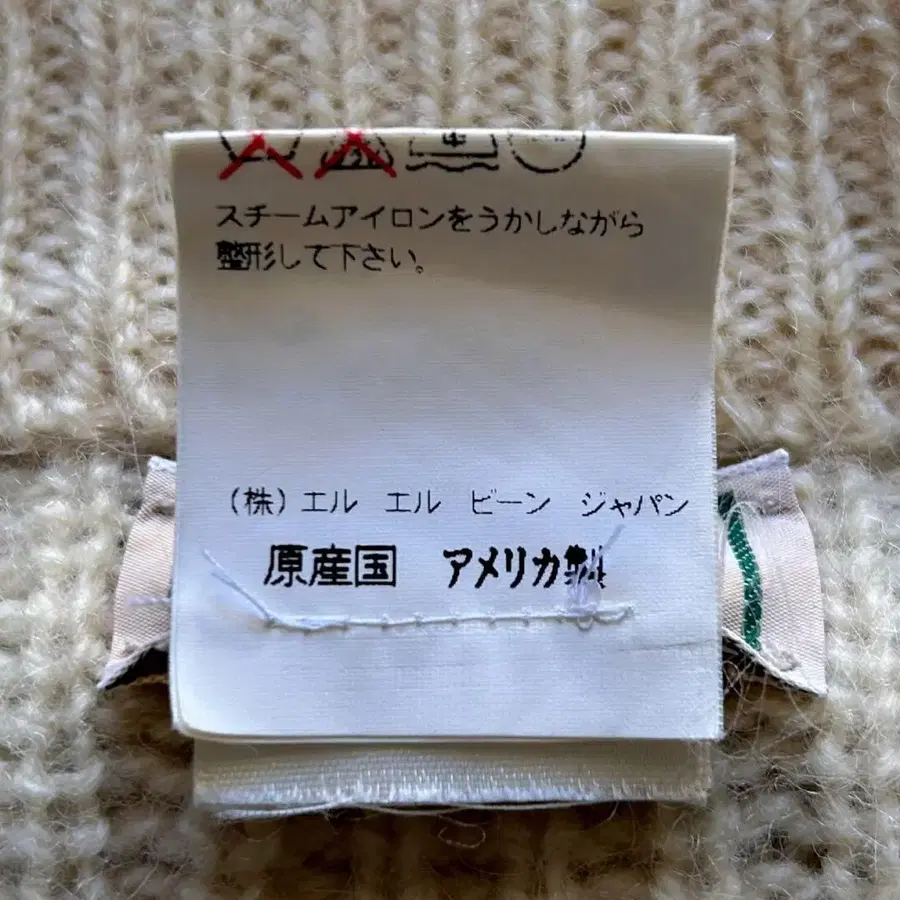 スチームアイロンをうかしながら
整形して下さい。
(株)エル エル ビーン ジャパン
原産国 アメリカ製